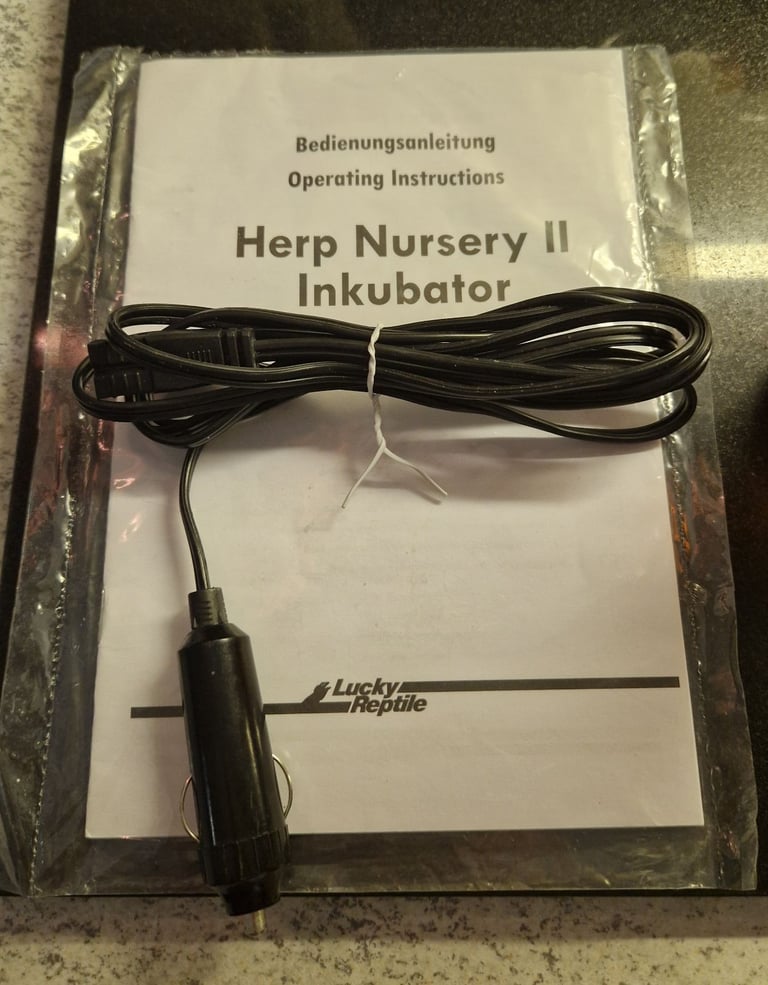 Bedienungsanleitung
Operating Instructions
Herp Nursery II
Inkubator
Lucky
Reptile